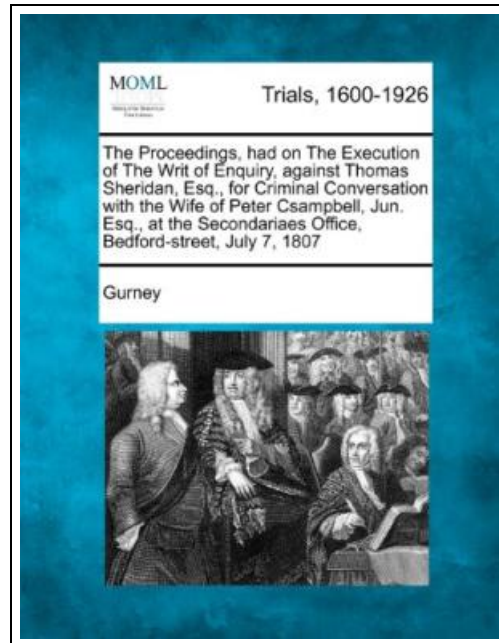 MOML
Trials, 1600-1926
The Proceedings, had on The Execution
of The Writ of Enquiry, against Thomas
Sheridan, Esq., for Criminal Conversation
with the Wife of Peter Csampbell, Jun.
Esq., at the Secondariaes Office,
Bedford-street, July 7, 1807
Gurney